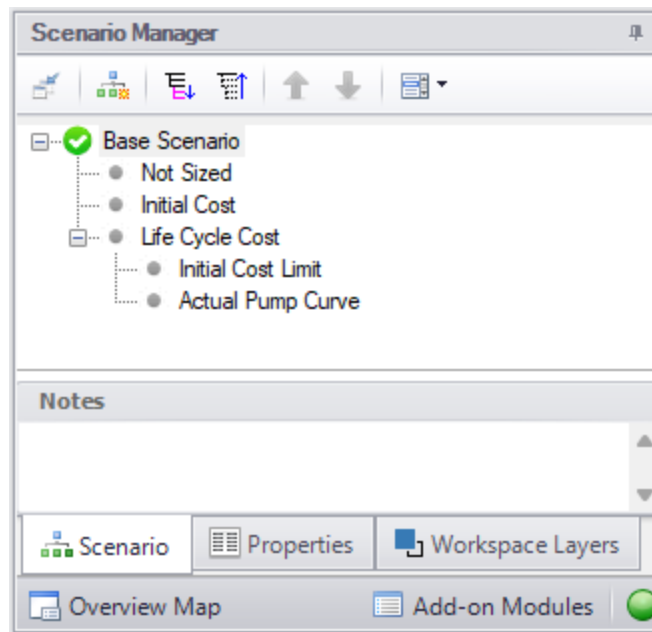 Scenario Manager
Base Scenario
Not Sized
Initial Cost
Life Cycle Cost
Initial Cost Limit
Actual Pump Curve
Notes
Scenario Properties Workspace Layers
Overview Map Add-on Modules